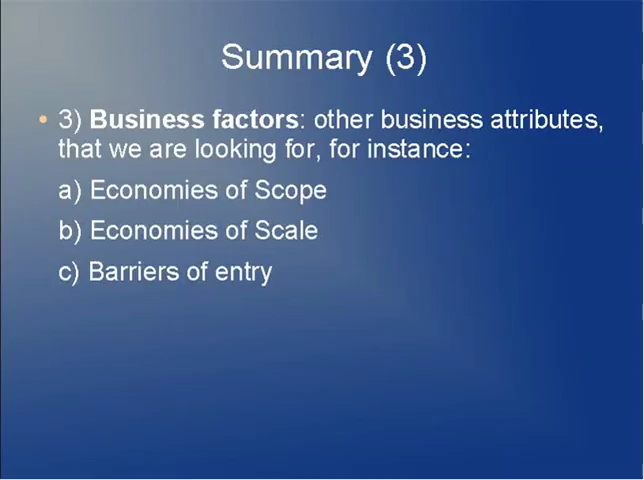 Summary (3)
• 3) Business factors: other business attributes,
that we are looking for, for instance:
a) Economies of Scope
b) Economies of Scale
c) Barriers of entry